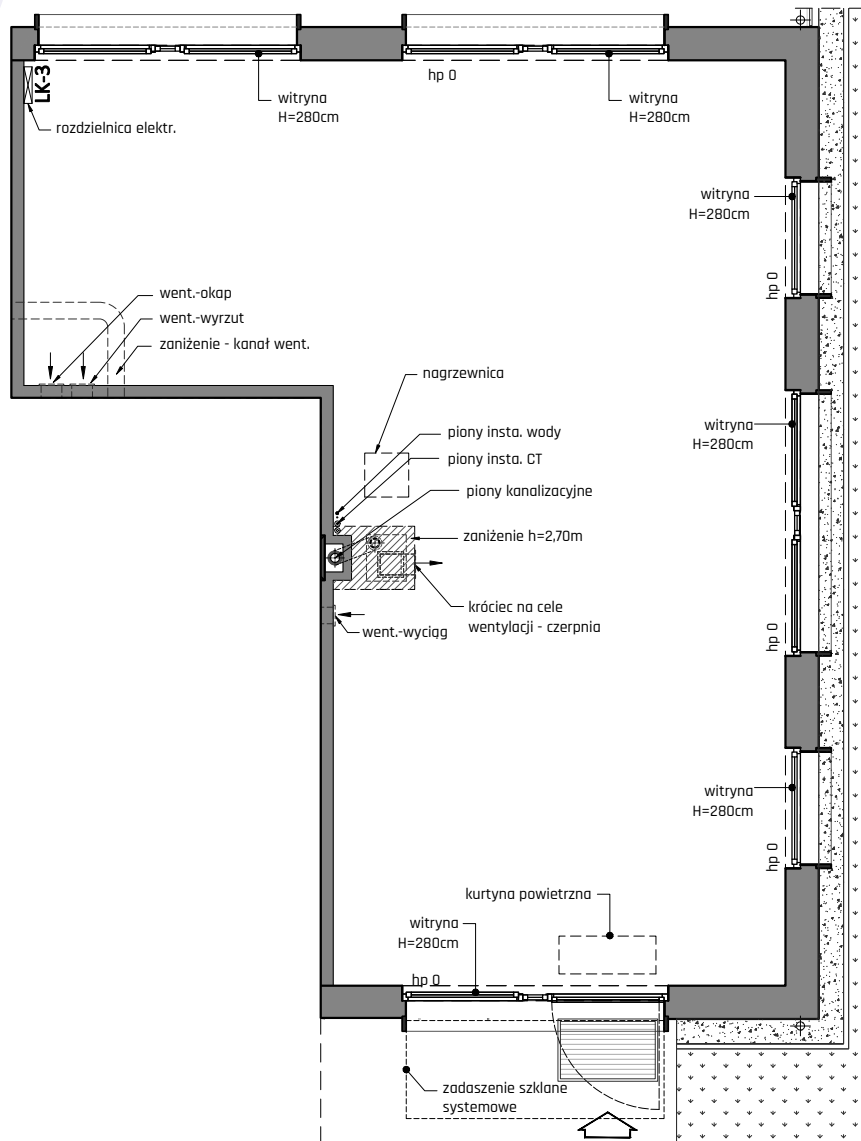 LK-3
rozdzielnica elektr.
witryna
H=280cm
hp 0
witryna
H=280cm
witryna
H=280cm
hp 0
went.-okap
went.-wyrzut
zaniżenie - kanał went.
nagrzewnica
piony insta. wody
piony insta. CT
piony kanalizacyjne
zaniżenie h=2,70m
króciec na cele
wentylacji - czerpnia
went.-wyciąg
witryna
H=280cm
hp 0
witryna
H=280cm
hp 0
kurtyna powietrzna
witryna
H=280cm
hp 0
zadaszenie szklane
systemowe